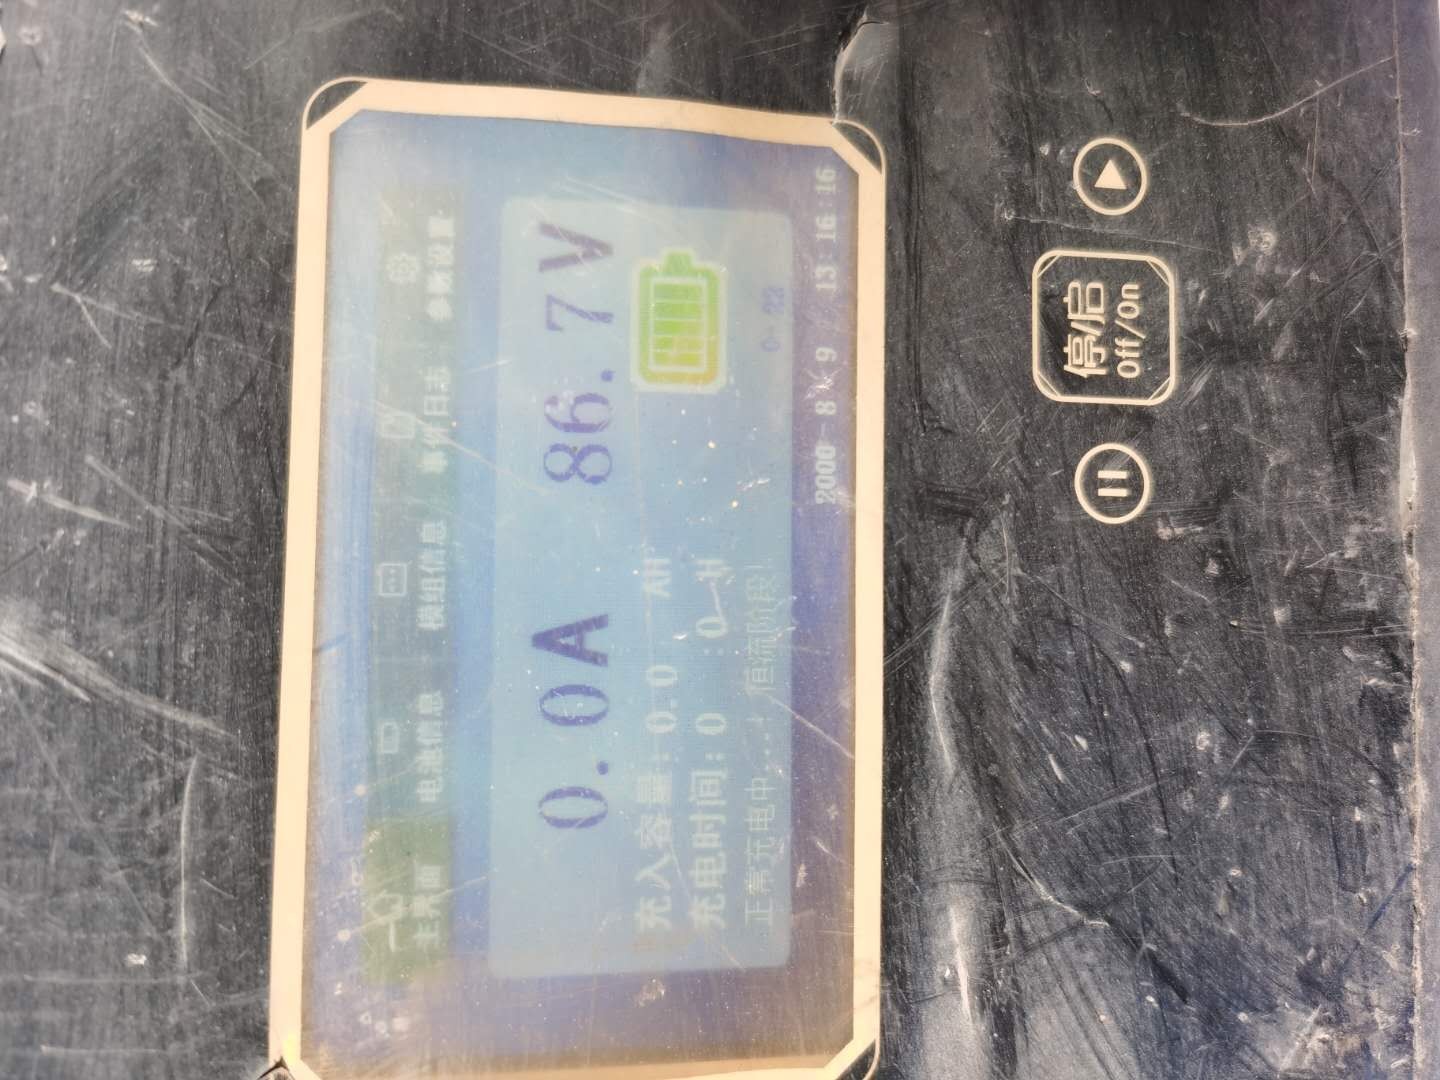 主界面 电池信息 模组信息 事件日志 参数设置
0.0A 86.7V
充入容量:0.0 AH
充电时间:0 :0 H
正常充电中...! 恒流阶段!
2000- 8- 9 13:16:16
停/启
Off/On